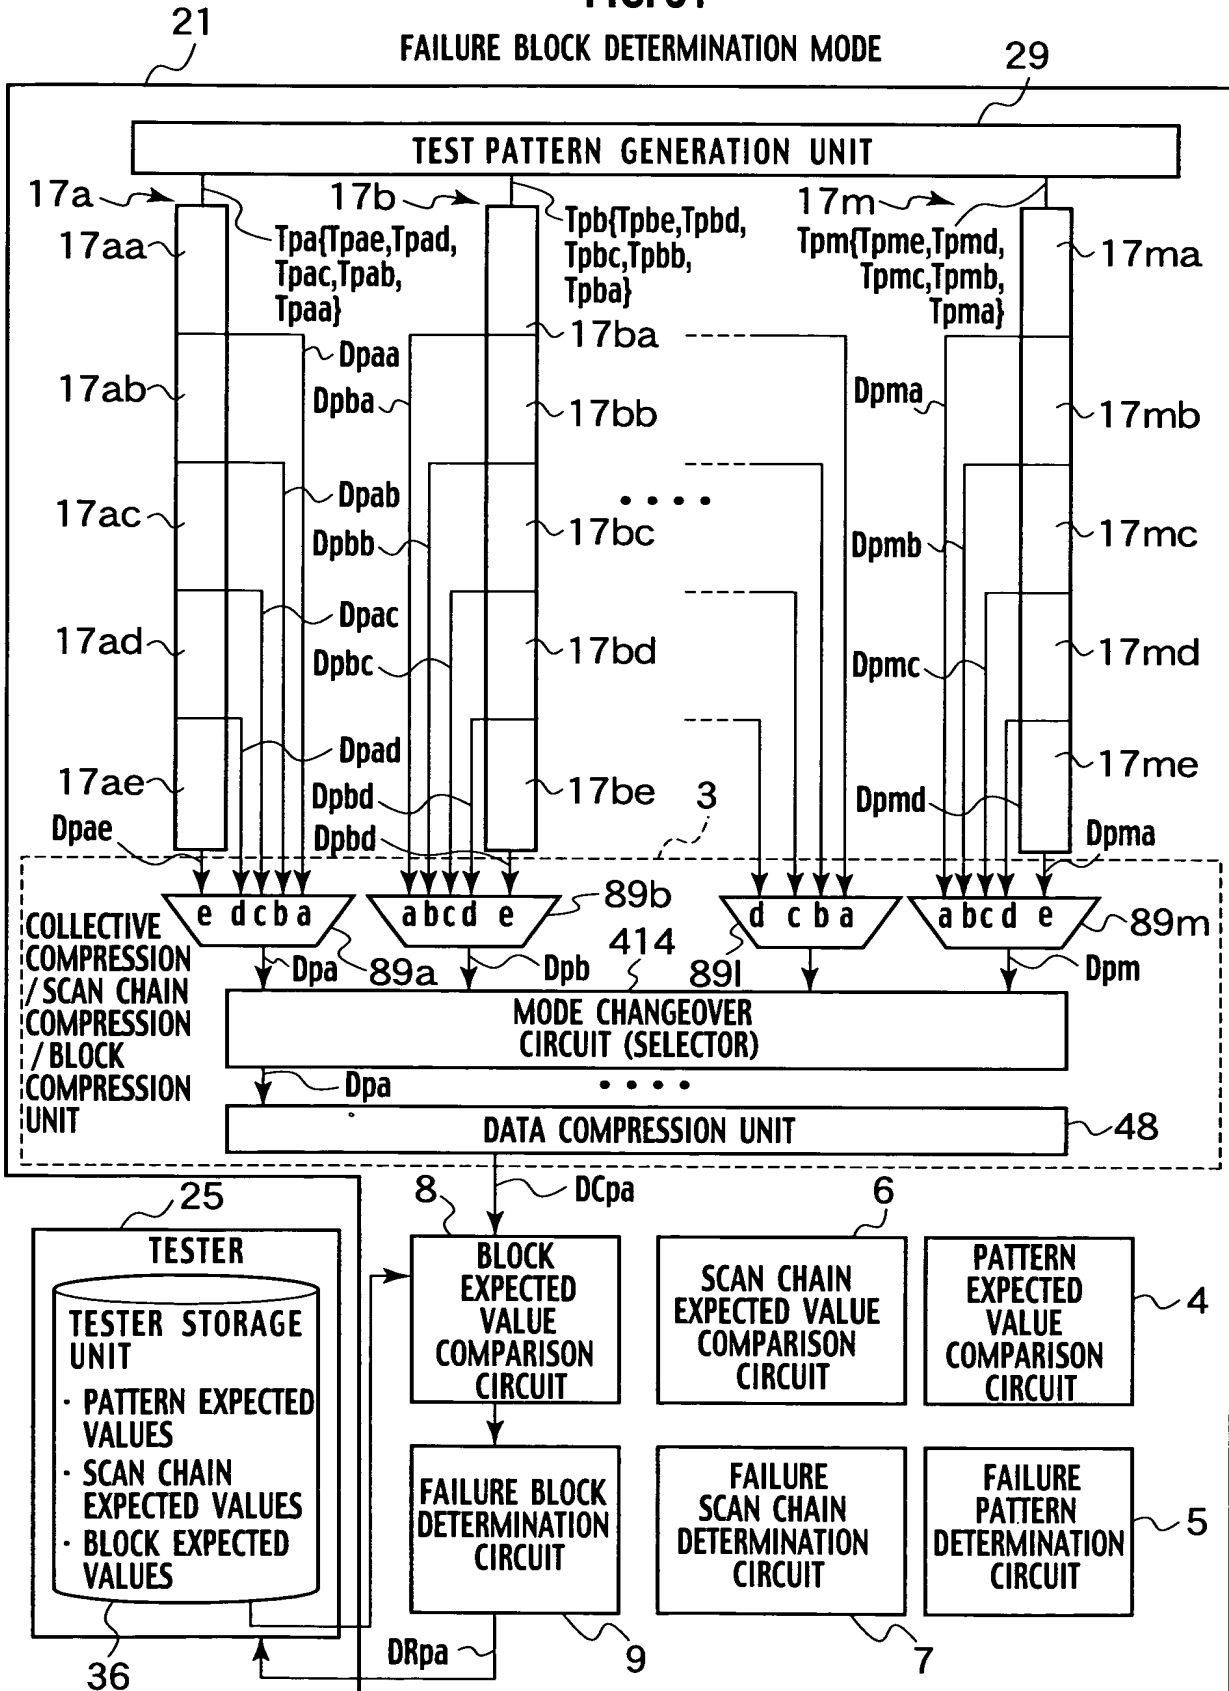 21
FAILURE BLOCK DETERMINATION MODE
29
TEST PATTERN GENERATION UNIT
17a
17b
17m
17aa
Tpa{Tpae,Tpad,
Tpac,Tpab,
Tpaa}
Tpb{Tpbe,Tpbd,
Tpbc,Tpbb,
Tpba}
Tpm{Tpme,Tpmd,
Tpmc,Tpmb,
Tpma}
17ma
17ba
Dpaa
17ab
Dpba
17bb
Dpma
17mb
Dpab
17ac
Dpbb
17bc
Dpmb
17mc
Dpac
17ad
Dpbc
17bd
Dpmc
17md
Dpad
17ae
Dpbd
17be
3
Dpmd
17me
Dpae
Dpbd
Dpma
e d c b a
a b c d e
89b
d c b a
a b c d e
89m
COLLECTIVE
COMPRESSION
/ SCAN CHAIN
COMPRESSION
/ BLOCK
COMPRESSION
UNIT
Dpa
89a
Dpb
414
89l
Dpm
MODE CHANGEOVER
CIRCUIT (SELECTOR)
Dpa
DATA COMPRESSION UNIT
48
DCpa
25
8
6
TESTER
TESTER STORAGE
UNIT
· PATTERN EXPECTED
VALUES
· SCAN CHAIN
EXPECTED VALUES
· BLOCK EXPECTED
VALUES
BLOCK
EXPECTED
VALUE
COMPARISON
CIRCUIT
SCAN CHAIN
EXPECTED VALUE
COMPARISON
CIRCUIT
PATTERN
EXPECTED
VALUE
COMPARISON
CIRCUIT
4
FAILURE BLOCK
DETERMINATION
CIRCUIT
FAILURE
SCAN CHAIN
DETERMINATION
CIRCUIT
FAILURE
PATTERN
DETERMINATION
CIRCUIT
5
36
DRpa
9
7